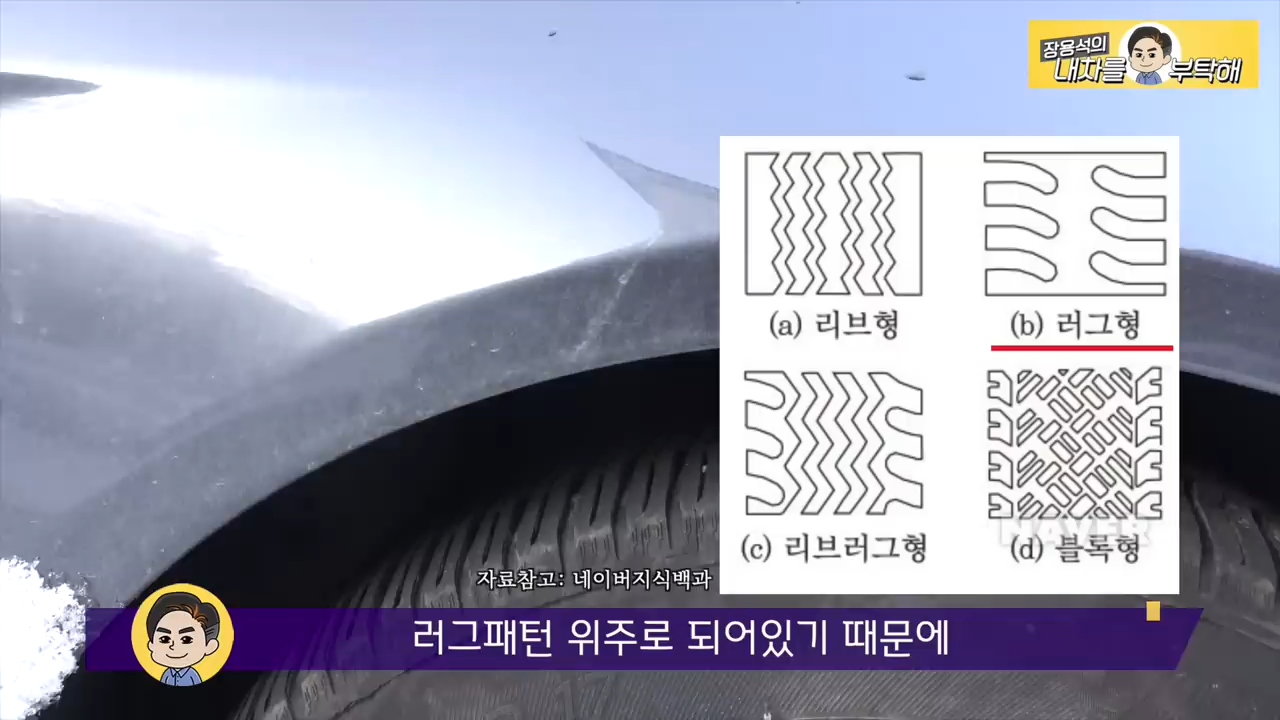 장용석의
내차를 부탁해
(a) 리브형
(b) 러그형
(c) 리브러그형
(d) 블록형
NAVER
자료참고: 네이버지식백과
러그패턴 위주로 되어있기 때문에